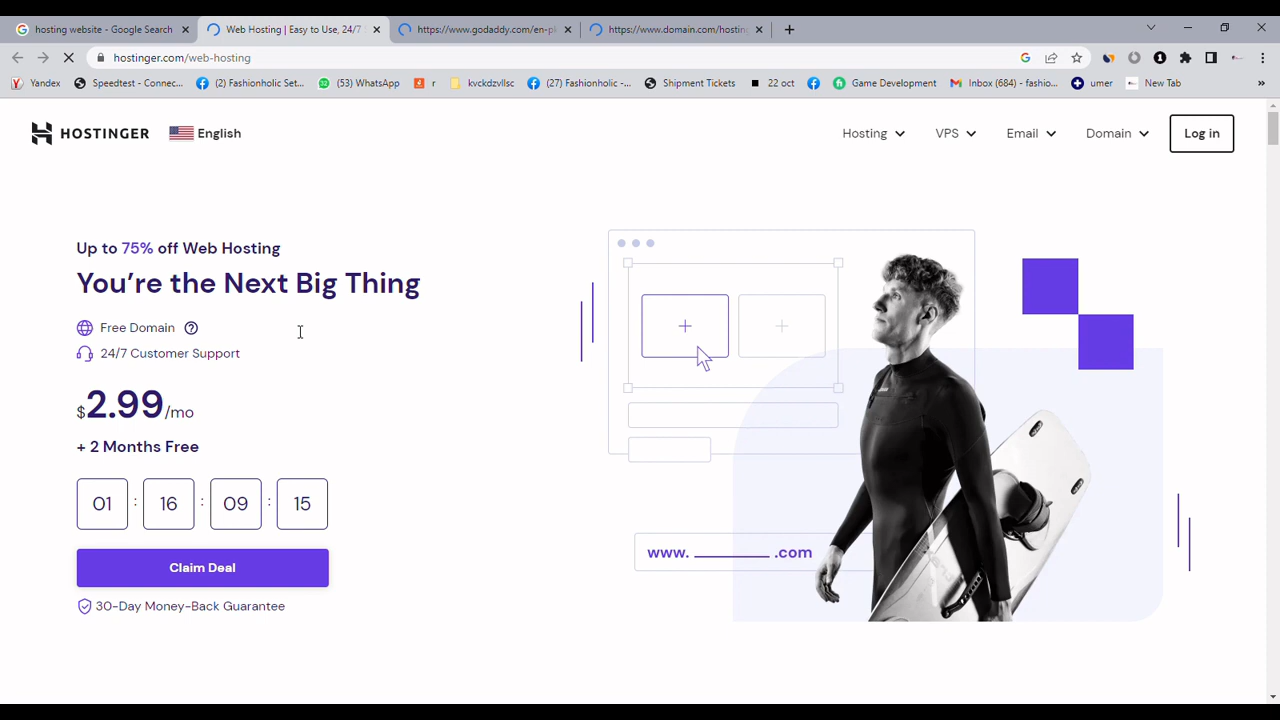 hosting website - Google Search
Web Hosting | Easy to Use, 24/7
https://www.godaddy.com/en-pk
https://www.domain.com/hosting
hostinger.com/web-hosting
Yandex
Speedtest - Connec...
(2) Fashionholic Set...
(53) WhatsApp
r
kvckdzvllsc
(27) Fashionholic -...
Shipment Tickets
22 oct
Game Development
Inbox (684) - fashio...
umer
New Tab
HOSTINGER
English
Hosting
VPS
Email
Domain
Log in
Up to 75% off Web Hosting
You’re the Next Big Thing
Free Domain
24/7 Customer Support
$2.99/mo
+ 2 Months Free
01 : 16 : 09 : 15
Claim Deal
30-Day Money-Back Guarantee
www. ________ .com